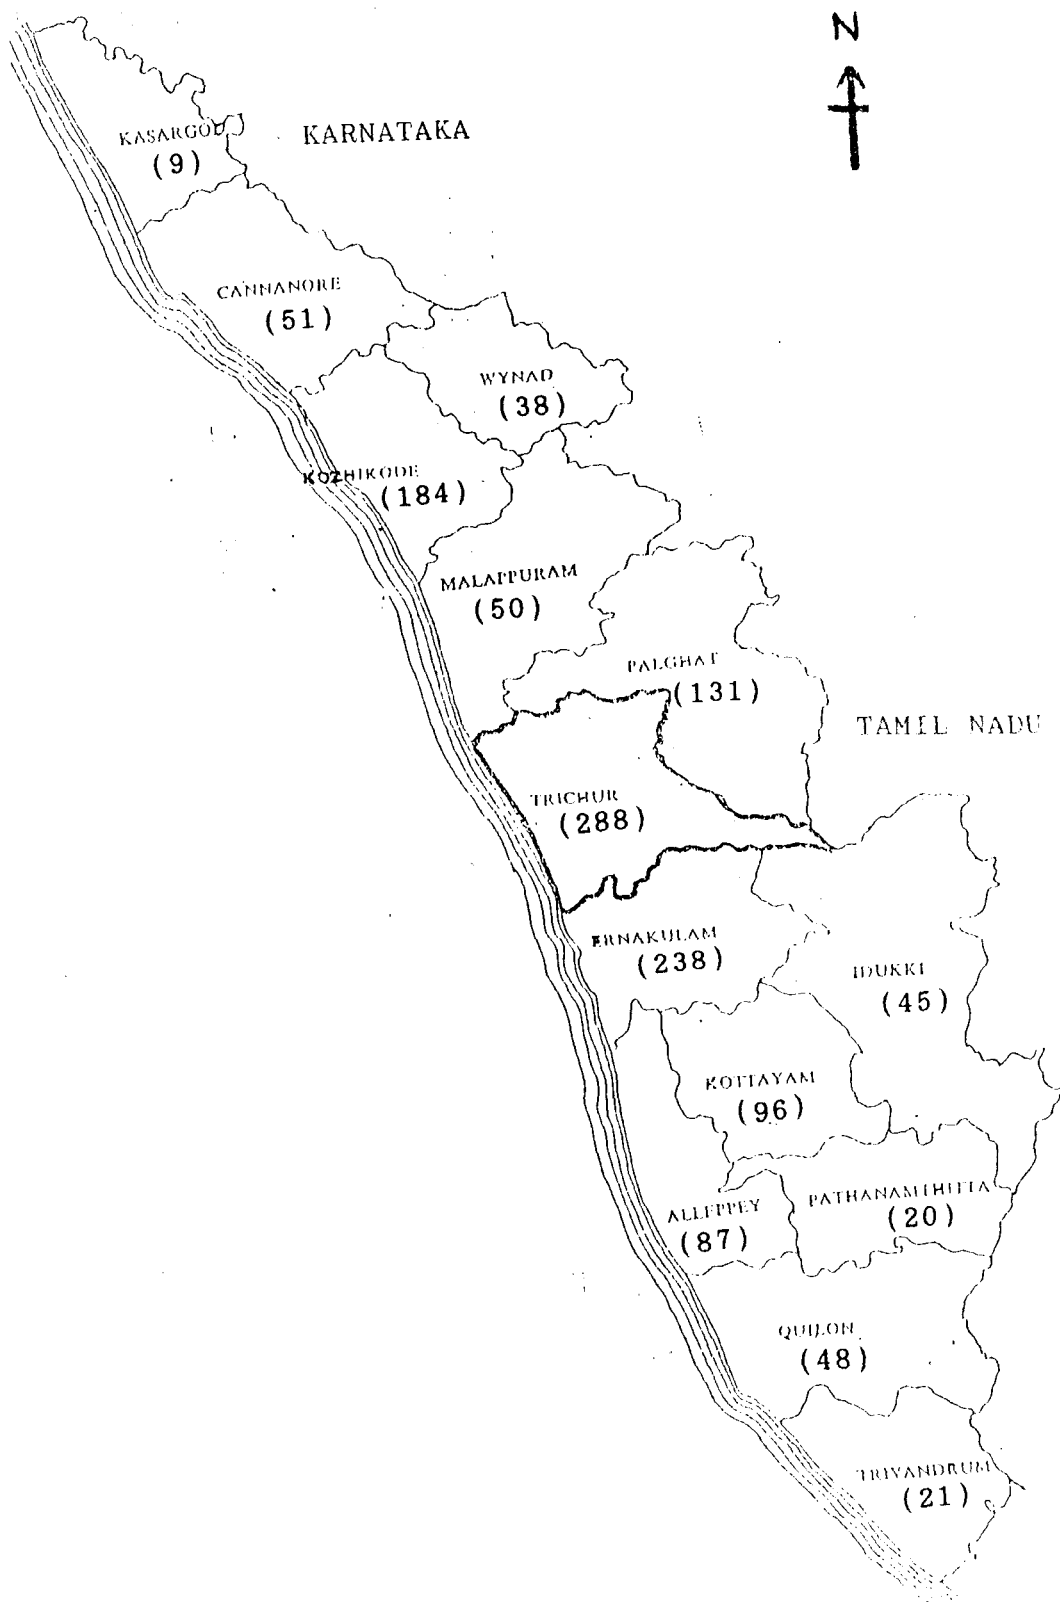 N
KASARGOD
(9)
KARNATAKA
CANNANORE
(51)
WYNAD
(38)
KOZHIKODE
(184)
MALAPPURAM
(50)
PALGHAT
(131)
TAMIL NADU
TRICHUR
(288)
ERNAKULAM
(238)
IDUKKI
(45)
KOTTAYAM
(96)
ALLEPPEY
(87)
PATHANAMTHITTA
(20)
QUILON
(48)
TRIVANDRUM
(21)